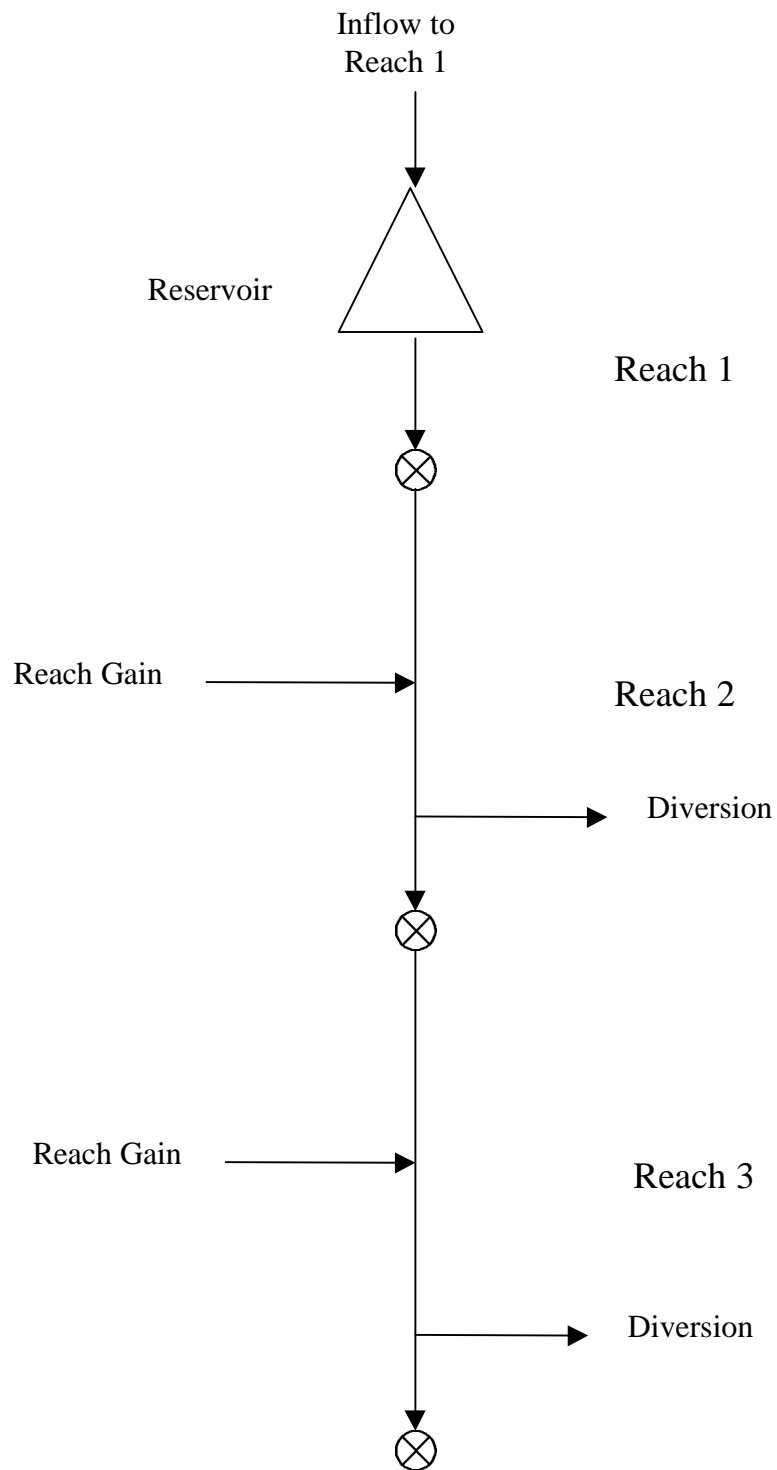 Inflow to
Reach 1
Reservoir
Reach 1
Reach Gain
Reach 2
Diversion
Reach Gain
Reach 3
Diversion